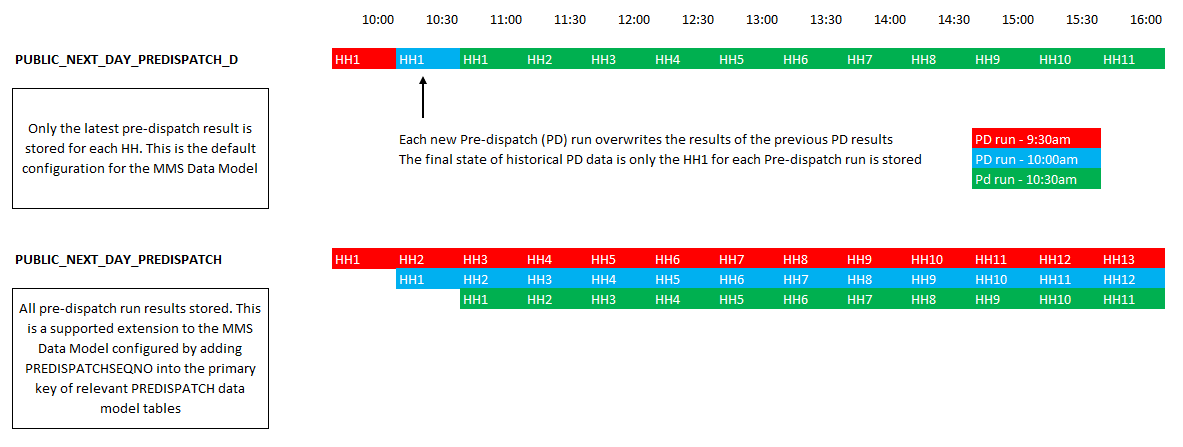 10:00 10:30 11:00 11:30 12:00 12:30 13:00 13:30 14:00 14:30 15:00 15:30 16:00
PUBLIC_NEXT_DAY_PREDISPATCH_D
HH1 HH1 HH1 HH2 HH3 HH4 HH5 HH6 HH7 HH8 HH9 HH10 HH11
Only the latest pre-dispatch result is
stored for each HH. This is the default
configuration for the MMS Data Model
Each new Pre-dispatch (PD) run overwrites the results of the previous PD results
The final state of historical PD data is only the HH1 for each Pre-dispatch run is stored
PD run - 9:30am
PD run - 10:00am
Pd run - 10:30am
PUBLIC_NEXT_DAY_PREDISPATCH
HH1 HH2 HH3 HH4 HH5 HH6 HH7 HH8 HH9 HH10 HH11 HH12 HH13
HH1 HH2 HH3 HH4 HH5 HH6 HH7 HH8 HH9 HH10 HH11 HH12
HH1 HH2 HH3 HH4 HH5 HH6 HH7 HH8 HH9 HH10 HH11
All pre-dispatch run results stored. This
is a supported extension to the MMS
Data Model configured by adding
PREDISPATCHSEQNO into the primary
key of relevant PREDISPATCH data
model tables